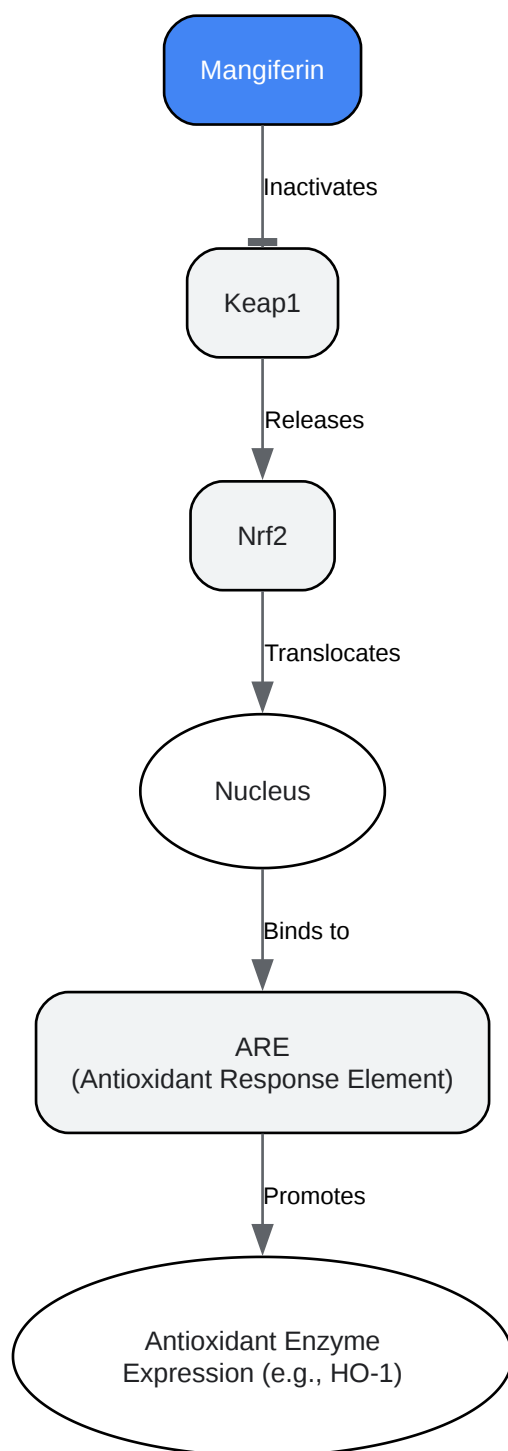 Mangiferin
Inactivates
Keap1
Releases
Nrf2
Translocates
Nucleus
Binds to
ARE
(Antioxidant Response Element)
Promotes
Antioxidant Enzyme
Expression (e.g., HO-1)